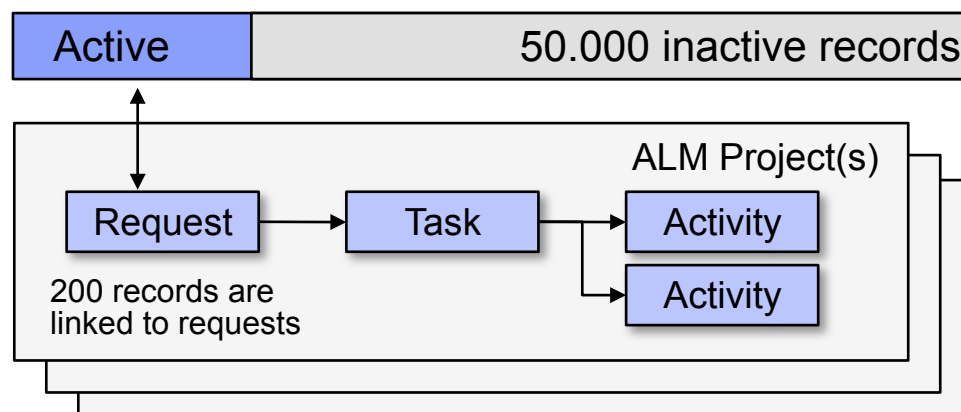 Active
50.000 inactive records
ALM Project(s)
Request
Task
Activity
Activity
200 records are
linked to requests